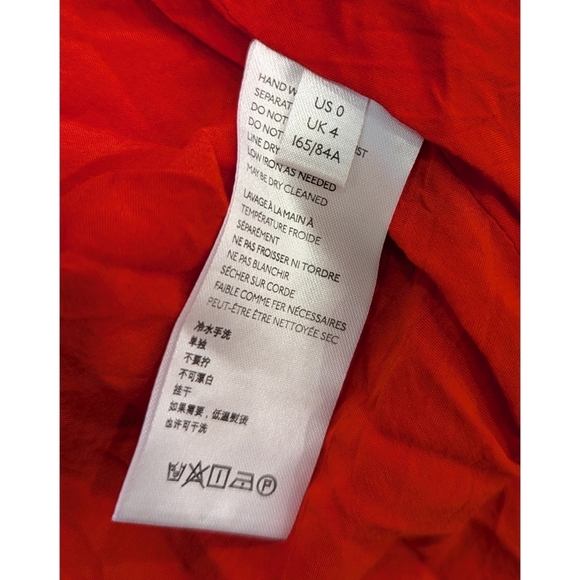 US 0
UK 4
165/84A
HAND W
SEPARAT
DO NOT
DO NOT IST
LINE DRY
LOW IRON AS NEEDED
MAY BE DRY CLEANED
LAVAGE À LA MAIN À
TEMPÉRATURE FROIDE
SÉPARÉMENT
NE PAS FROISSER NI TORDRE
NE PAS BLANCHIR
SÉCHER SUR CORDE
FAIBLE COMME FER NÉCESSAIRES
PEUT-ÊTRE ÊTRE NETTOYÉE SEC
冷水手洗
单独
不要拧
不可漂白
挂干
如果需要，低温熨烫
也许可干洗